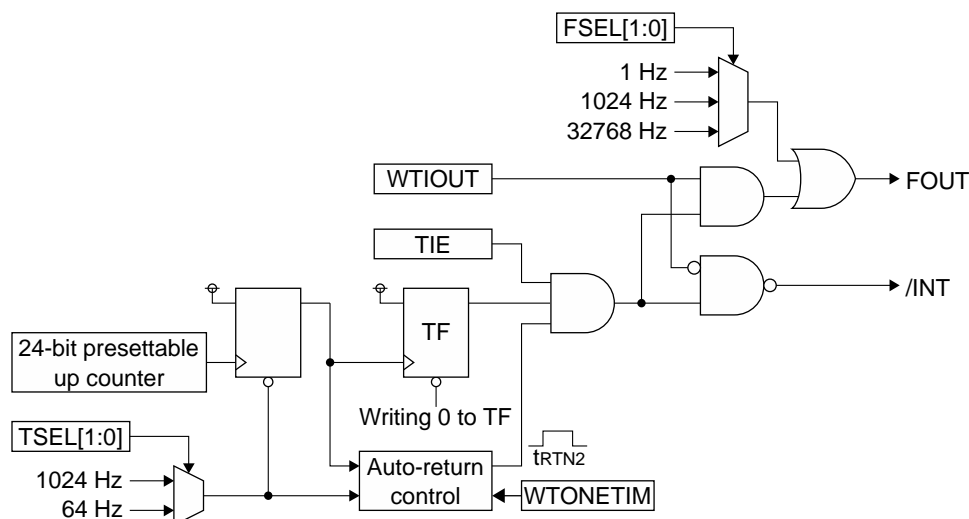 FSEL[1:0]
1 Hz
1024 Hz
32768 Hz
WTIOUT
FOUT
TIE
/INT
TF
24-bit presettable
up counter
Writing 0 to TF
TSEL[1:0]
tRTN2
1024 Hz
64 Hz
Auto-return
control
WTONETIM